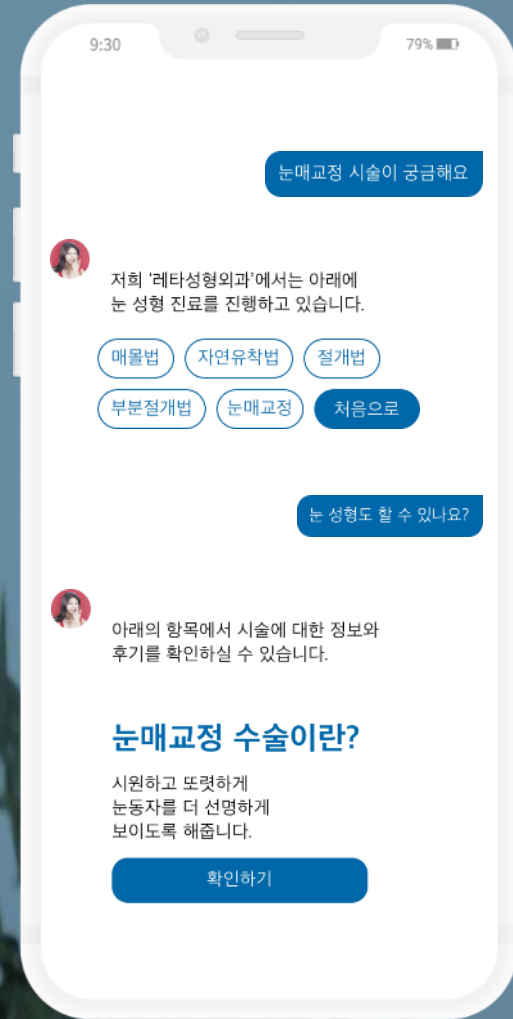 9:30
79%
눈매교정 시술이 궁금해요
저희 '레타성형외과'에서는 아래에
눈 성형 진료를 진행하고 있습니다.
매몰법 자연유착법 절개법
부분절개법 눈매교정 처음으로
눈 성형도 할 수 있나요?
아래의 항목에서 시술에 대한 정보와
후기를 확인하실 수 있습니다.
눈매교정 수술이란?
시원하고 또렷하게
눈동자를 더 선명하게
보이도록 해줍니다.
확인하기